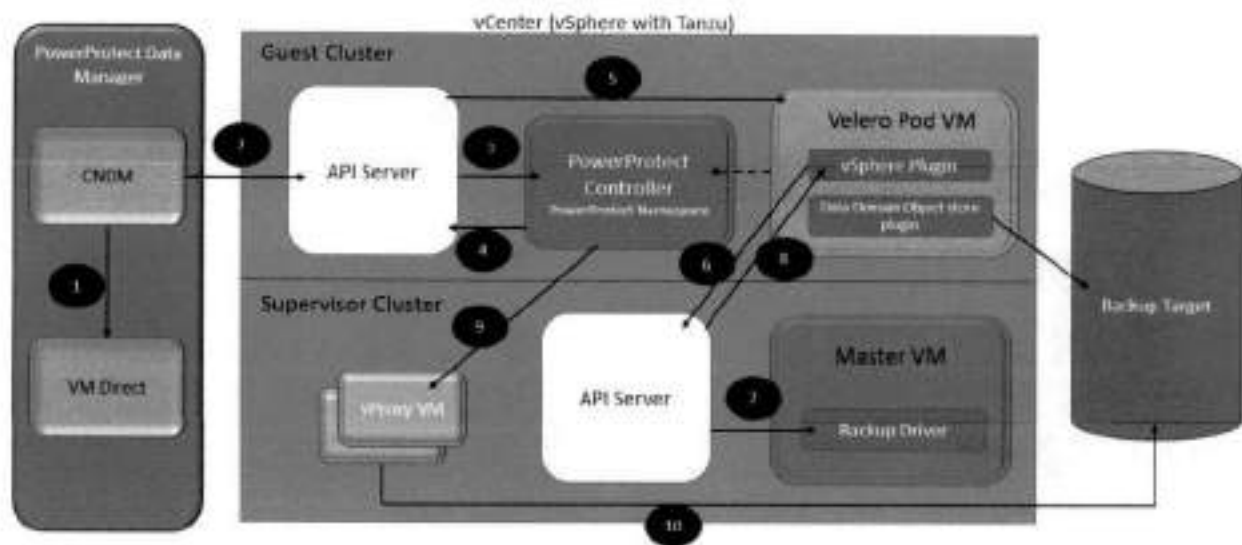 vCenter (vSphere with Tanzu)
PowerProtect Data
Manager
CNDM
1
VM Direct
2
Guest Cluster
API Server
3
4
5
PowerProtect
Controller
PowerProtect Namespace
Velero Pod VM
vSphere Plugin
Data Domain Object store
plugin
6
8
Supervisor Cluster
9
vProxy VM
API Server
7
Master VM
Backup Driver
10
Backup Target